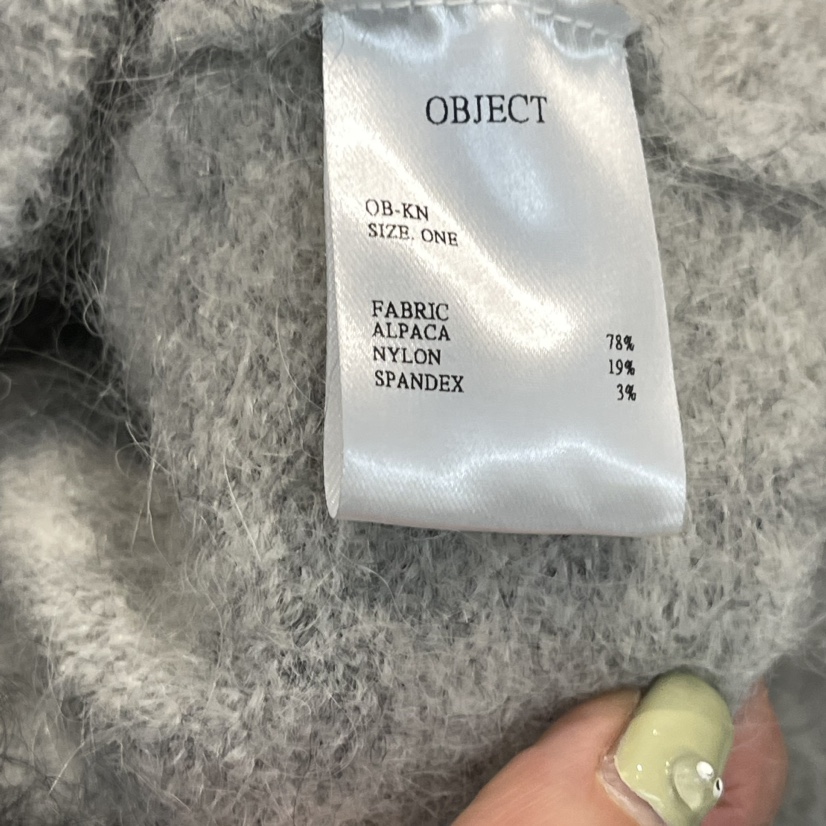 OBJECT
OB-KN
SIZE. ONE
FABRIC
ALPACA 78%
NYLON 19%
SPANDEX 3%